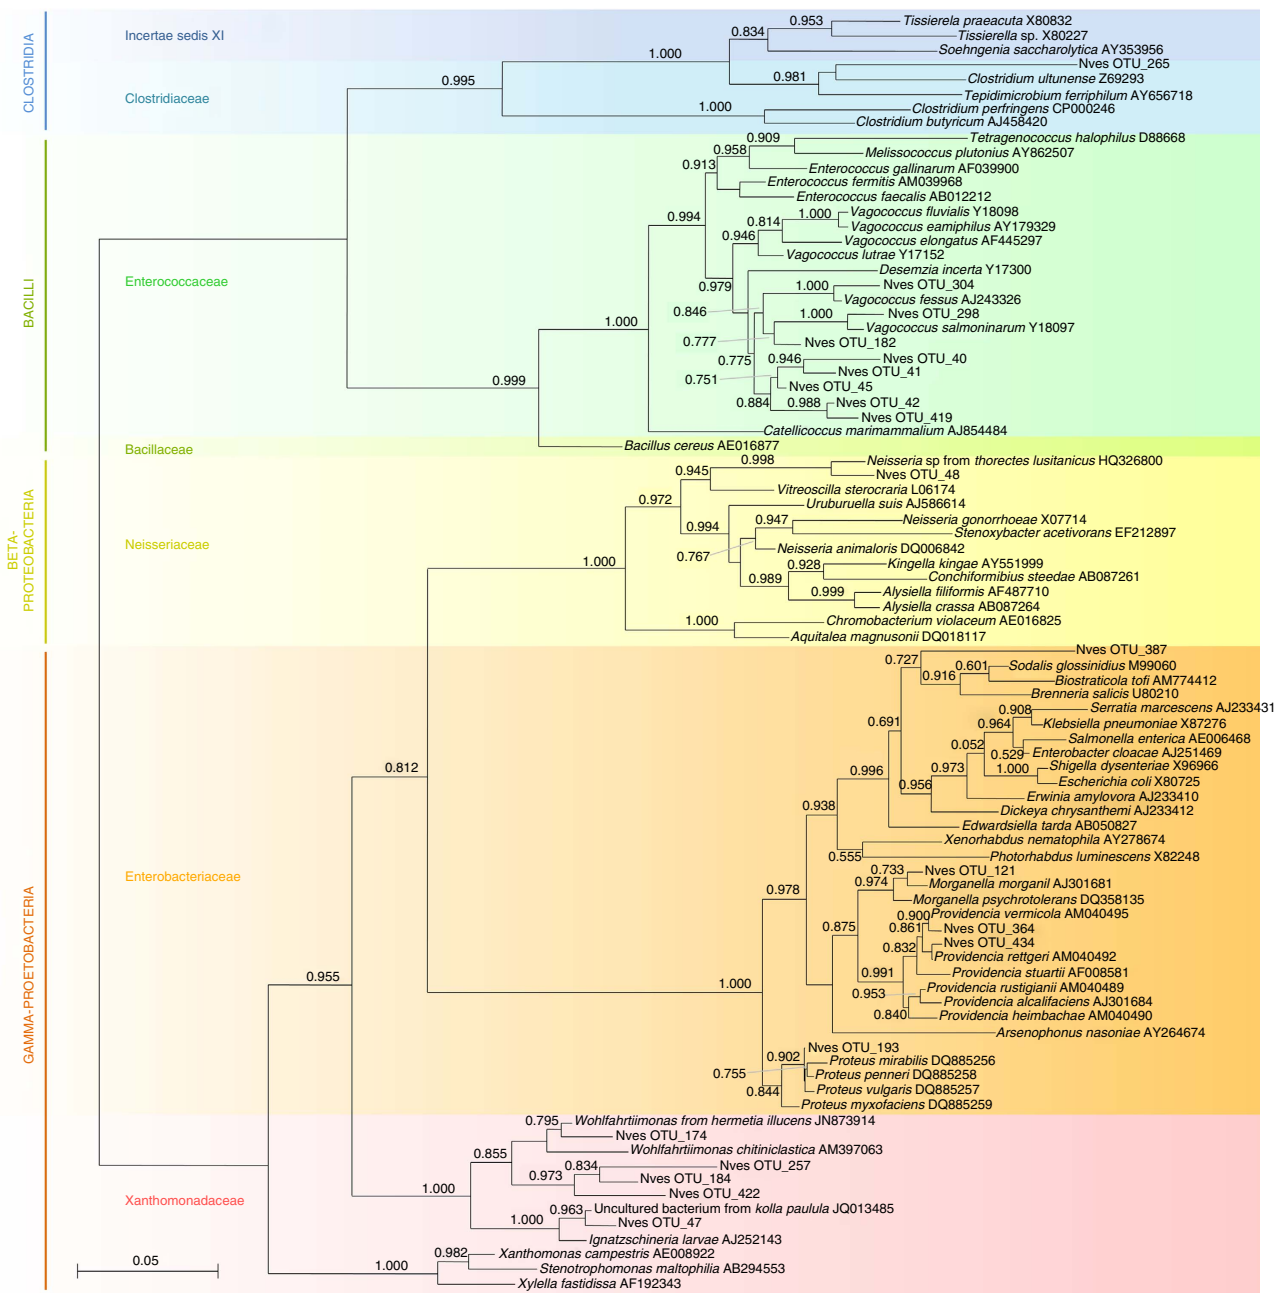 CLOSTRIDIA
Incertae sedis XI
Clostridiaceae
0.953
Tissierela praeacuta X80832
0.834
Tissierella sp. X80227
1.000
Soehngenia saccharolytica AY353956
Nves OTU_265
0.995
0.981
Clostridium ultunense Z69293
Tepidimicrobium ferriphilum AY656718
1.000
Clostridium perfringens CP000246
Clostridium butyricum AJ458420
BACILLI
Enterococcaceae
Bacillaceae
0.909
Tetragenococcus halophilus D88668
0.958
Melissococcus plutonius AY862507
0.913
Enterococcus gallinarum AF039900
Enterococcus fermitis AM039968
Enterococcus faecalis AB012212
0.994
1.000
Vagococcus fluvialis Y18098
0.814
Vagococcus eamiphilus AY179329
0.946
Vagococcus elongatus AF445297
Vagococcus lutrae Y17152
Desemzia incerta Y17300
0.979
1.000
Nves OTU_304
Vagococcus fessus AJ243326
0.846
1.000
Nves OTU_298
1.000
Vagococcus salmoninarum Y18097
0.777
Nves OTU_182
0.775
0.946
Nves OTU_40
0.751
Nves OTU_41
0.999
Nves OTU_45
0.884
0.988
Nves OTU_42
Nves OTU_419
Catellicoccus marimammalium AJ854484
Bacillus cereus AE016877
BETA-
PROTEOBACTERIA
Neisseriaceae
0.998
Neisseria sp from thorectes lusitanicus HQ326800
0.945
Nves OTU_48
Vitreoscilla sterocraria L06174
0.972
Uruburuella suis AJ586614
0.994
0.947
Neisseria gonorrhoeae X07714
Stenoxybacter acetivorans EF212897
0.767
Neisseria animaloris DQ006842
1.000
0.928
Kingella kingae AY551999
0.989
Conchiformibius steedae AB087261
0.999
Alysiella filiformis AF487710
Alysiella crassa AB087264
1.000
Chromobacterium violaceum AE016825
Aquitalea magnusonii DQ018117
GAMMA-PROETOBACTERIA
Enterobacteriaceae
Xanthomonadaceae
0.812
0.955
0.727
Nves OTU_387
0.601
Sodalis glossinidius M99060
0.916
Biostraticola tofi AM774412
Brenneria salicis U80210
0.691
0.908
Serratia marcescens AJ233431
0.964
Klebsiella pneumoniae X87276
0.052
Salmonella enterica AE006468
0.529
Enterobacter cloacae AJ251469
0.996
0.973
1.000
Shigella dysenteriae X96966
0.956
Escherichia coli X80725
Erwinia amylovora AJ233410
0.938
Dickeya chrysanthemi AJ233412
Edwardsiella tarda AB050827
Xenorhabdus nematophila AY278674
0.555
Photorhabdus luminescens X82248
0.978
0.733
Nves OTU_121
0.974
Morganella morganil AJ301681
Morganella psychrotolerans DQ358135
0.875
0.900
Providencia vermicola AM040495
0.861
Nves OTU_364
0.832
Nves OTU_434
Providencia rettgeri AM040492
0.991
Providencia stuartii AF008581
1.000
0.953
Providencia rustigianii AM040489
Providencia alcalifaciens AJ301684
0.840
Providencia heimbachae AM040490
Arsenophonus nasoniae AY264674
Nves OTU_193
0.902
Proteus mirabilis DQ885256
0.755
Proteus penneri DQ885258
0.844
Proteus vulgaris DQ885257
Proteus myxofaciens DQ885259
0.795
Wohlfahrtiimonas from hermetia illucens JN873914
Nves OTU_174
0.855
Wohlfahrtiimonas chitiniclastica AM397063
0.834
Nves OTU_257
0.973
Nves OTU_184
1.000
Nves OTU_422
0.963
Uncultured bacterium from kolla paulula JQ013485
1.000
Nves OTU_47
Ignatzschineria larvae AJ252143
0.982
Xanthomonas campestris AE008922
1.000
Stenotrophomonas maltophilia AB294553
Xylella fastidissa AF192343
0.05